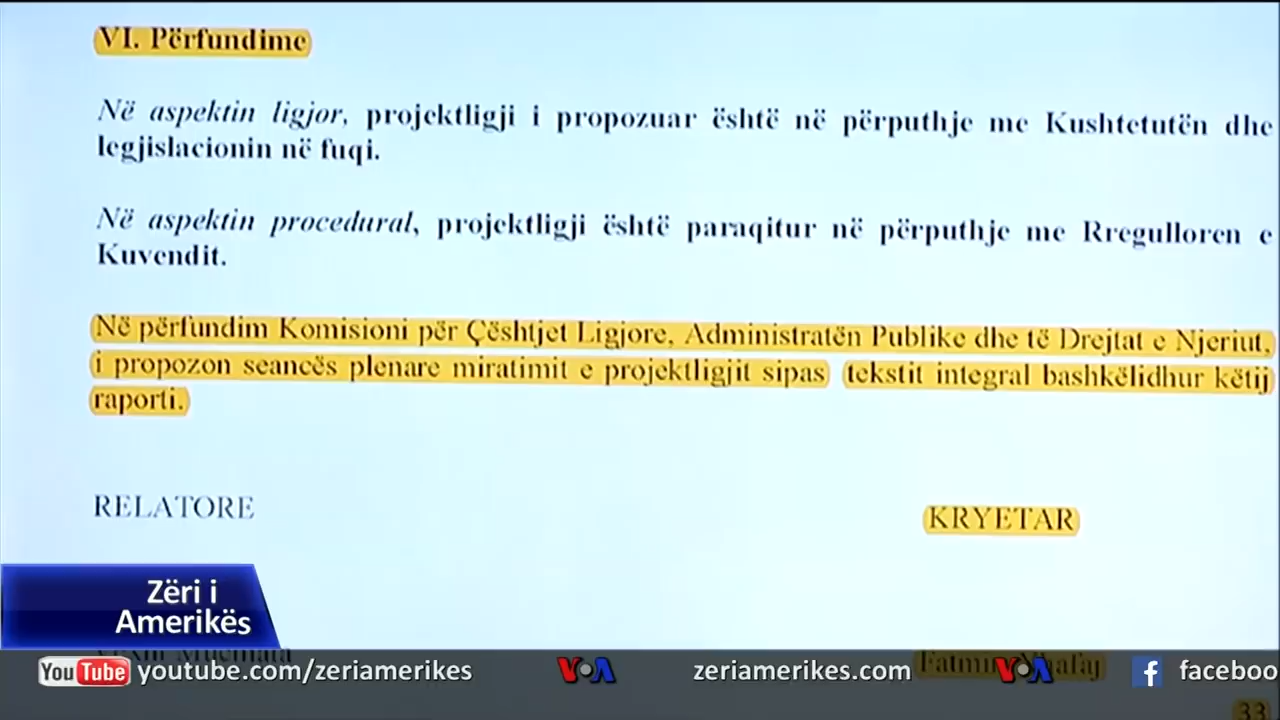 VI. Përfundime
Në aspektin ligjor, projektligji i propozuar është në përputhje me Kushtetutën dhe
legjislacionin në fuqi.
Në aspektin procedural, projektligji është paraqitur në përputhje me Rregulloren e
Kuvendit.
Në përfundim Komisioni për Çështjet Ligjore, Administratën Publike dhe të Drejtat e Njeriut,
i propozon seancës plenare miratimit e projektligjit sipas tekstit integral bashkëlidhur këtij
raporti.
RELATORE
KRYETAR
Zëri i
Amerikës
YouTube youtube.com/zeriamerikes VOA zeriamerikes.com VOA faceboo
33